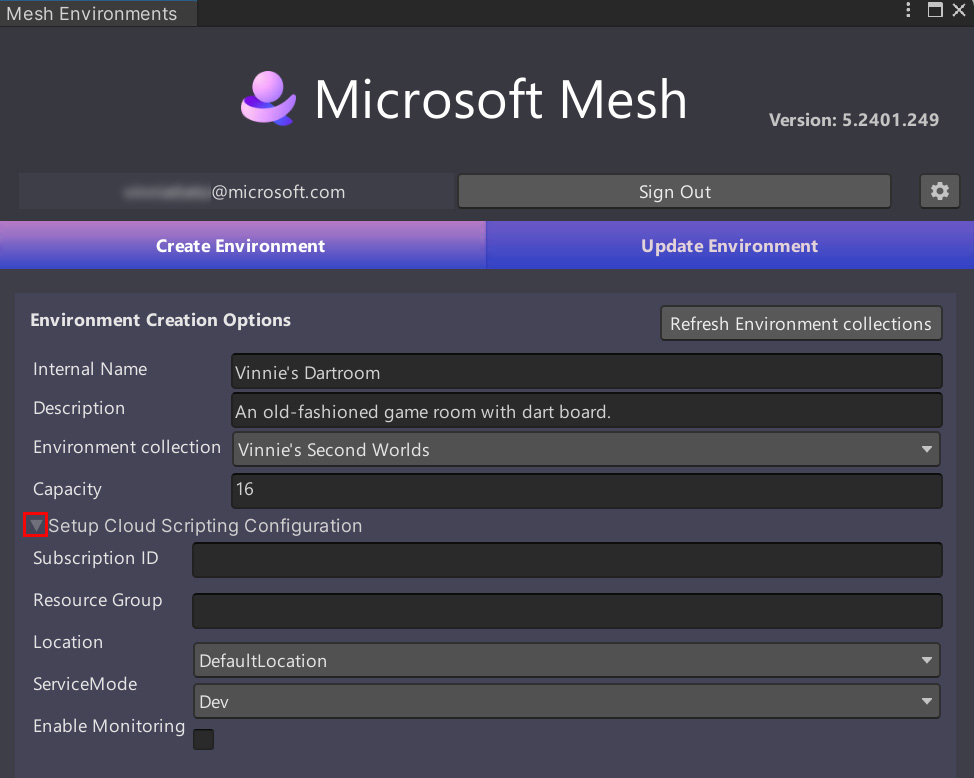 Mesh Environments
Microsoft Mesh
Version: 5.2401.249
@microsoft.com
Sign Out
Create Environment
Update Environment
Environment Creation Options
Refresh Environment collections
Internal Name
Vinnie's Dartroom
Description
An old-fashioned game room with dart board.
Environment collection
Vinnie's Second Worlds
Capacity
16
Setup Cloud Scripting Configuration
Subscription ID
Resource Group
Location
DefaultLocation
ServiceMode
Dev
Enable Monitoring